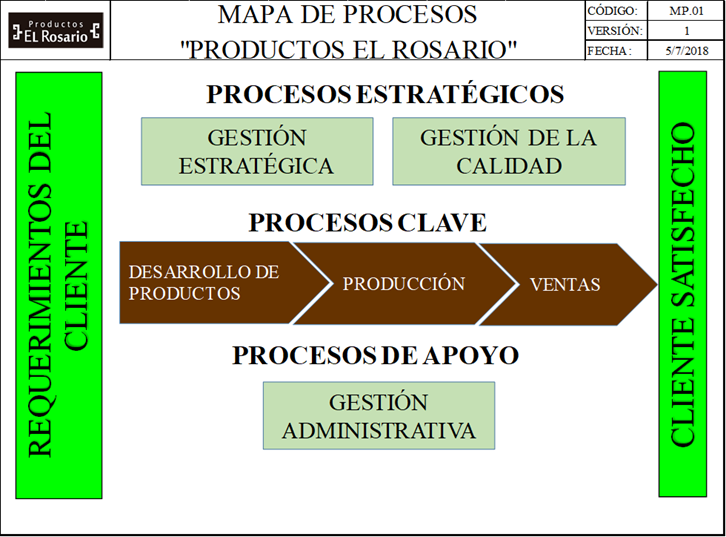 Productos
EL Rosario
MAPA DE PROCESOS
"PRODUCTOS EL ROSARIO"
CÓDIGO: MP.01
VERSIÓN: 1
FECHA: 5/7/2018
REQUERIMIENTOS DEL
CLIENTE
PROCESOS ESTRATÉGICOS
GESTIÓN
ESTRATÉGICA
GESTIÓN DE LA
CALIDAD
PROCESOS CLAVE
DESARROLLO DE
PRODUCTOS
PRODUCCIÓN
VENTAS
PROCESOS DE APOYO
GESTIÓN
ADMINISTRATIVA
CLIENTE SATISFECHO